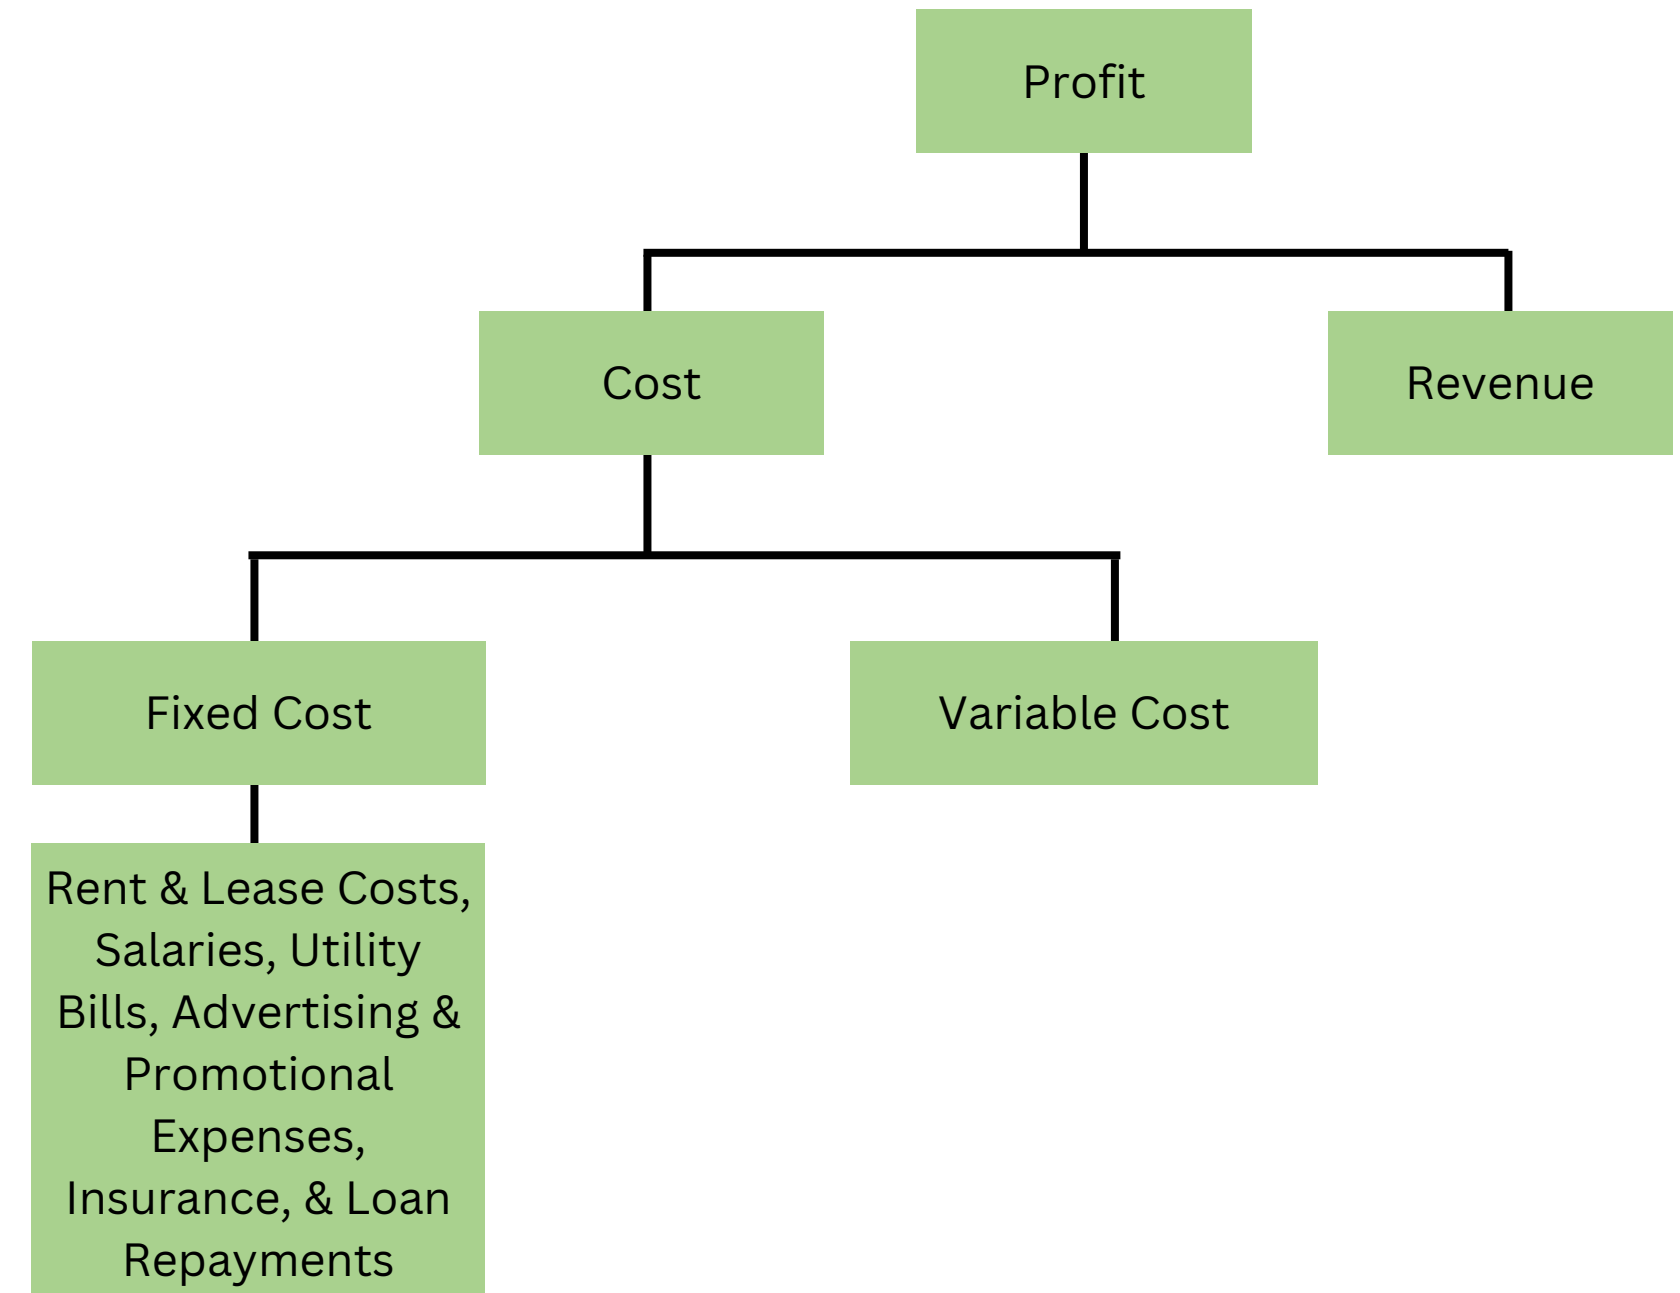 Profit
Cost
Revenue
Fixed Cost
Variable Cost
Rent & Lease Costs,
Salaries, Utility
Bills, Advertising &
Promotional
Expenses,
Insurance, & Loan
Repayments